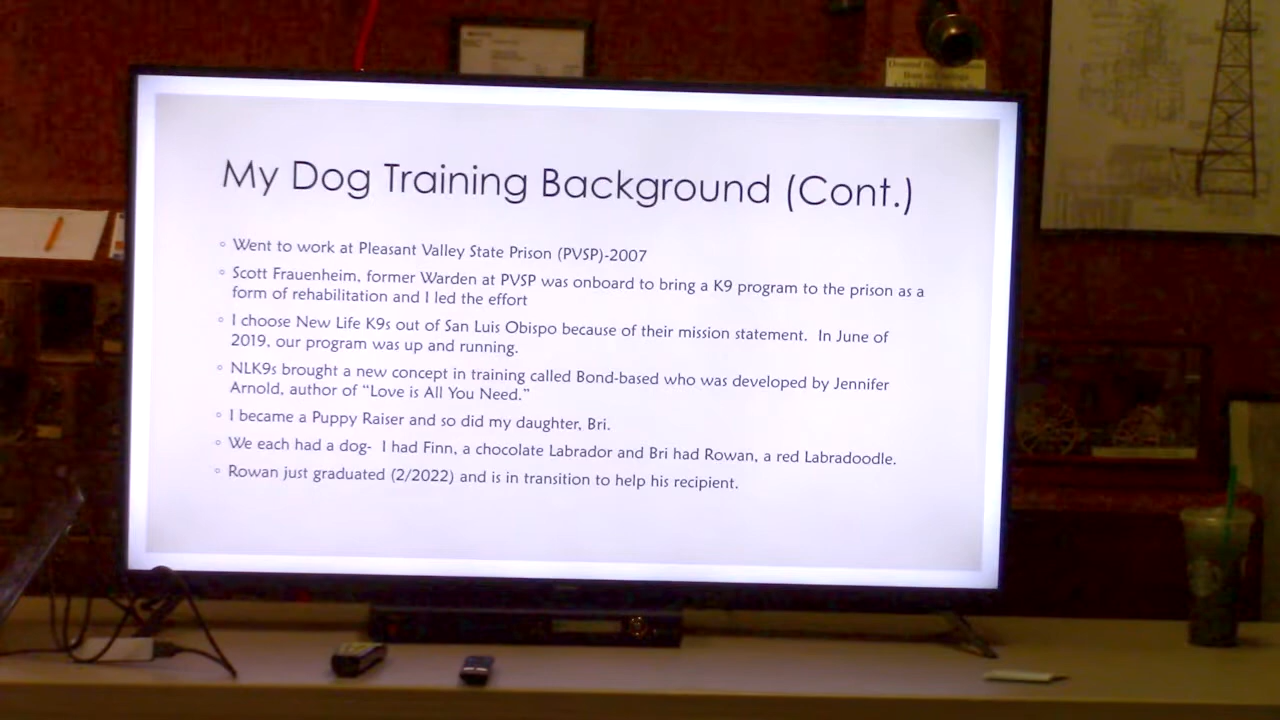 My Dog Training Background (Cont.)
◦ Went to work at Pleasant Valley State Prison (PVSP)-2007
◦ Scott Frauenheim, former Warden at PVSP was onboard to bring a K9 program to the prison as a
form of rehabilitation and I led the effort
◦ I choose New Life K9s out of San Luis Obispo because of their mission statement.  In June of
2019, our program was up and running.
◦ NLK9s brought a new concept in training called Bond-based who was developed by Jennifer
Arnold, author of “Love is All You Need.”
◦ I became a Puppy Raiser and so did my daughter, Bri.
◦ We each had a dog-  I had Finn, a chocolate Labrador and Bri had Rowan, a red Labradoodle.
◦ Rowan just graduated (2/2022) and is in transition to help his recipient.